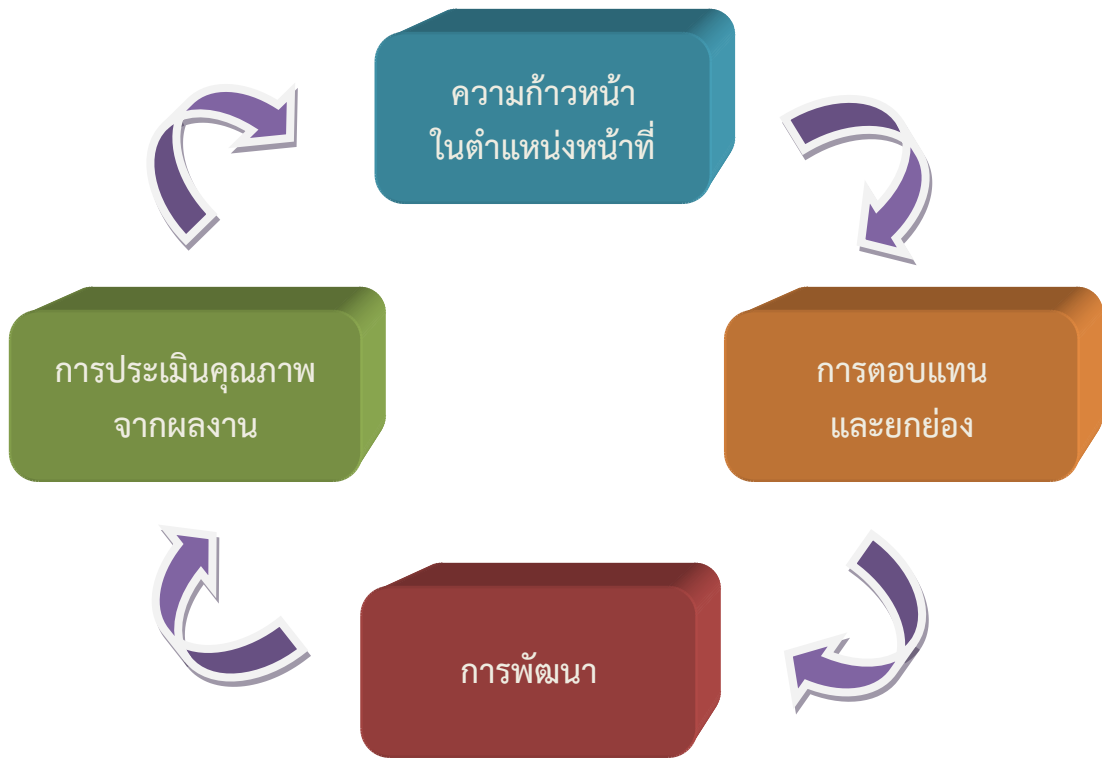 ความก้าวหน้า
ในตำแหน่งหน้าที่
การประเมินคุณภาพ
จากผลงาน
การตอบแทน
และยกย่อง
การพัฒนา